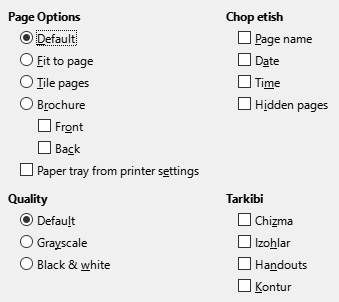 Page Options
Default
Fit to page
Tile pages
Brochure
Front
Back
Paper tray from printer settings
Chop etish
Page name
Date
Time
Hidden pages
Quality
Default
Grayscale
Black & white
Tarkibi
Chizma
Izohlar
Handouts
Kontur